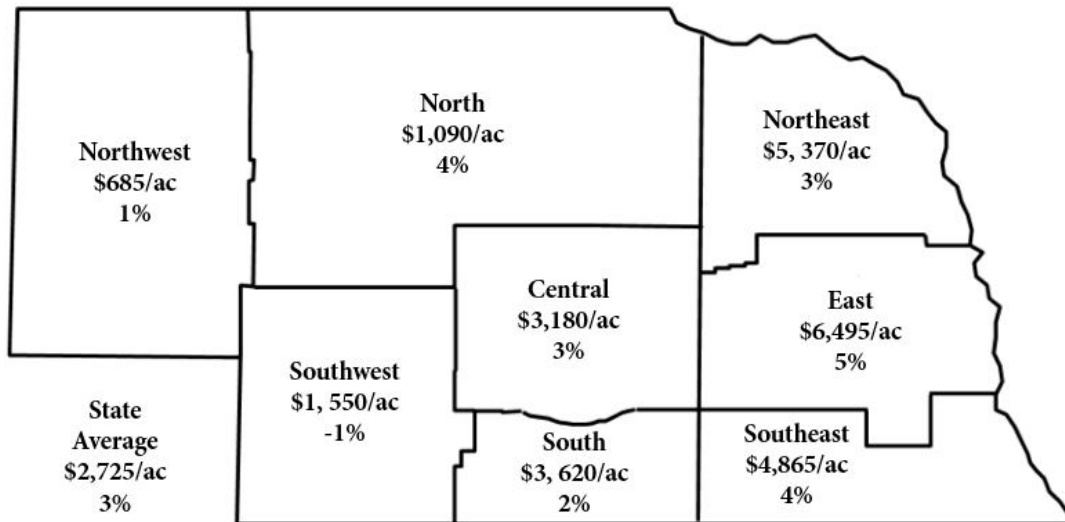 North
$1,090/ac
4%
Northeast
$5, 370/ac
3%
Northwest
$685/ac
1%
Central
$3,180/ac
3%
East
$6,495/ac
5%
Southwest
$1, 550/ac
-1%
State
Average
$2,725/ac
3%
South
$3, 620/ac
2%
Southeast
$4,865/ac
4%